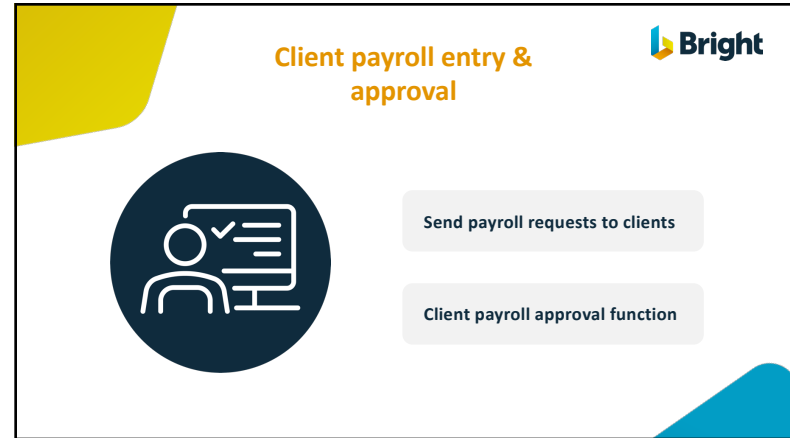 Client payroll entry &
approval
Bright
Send payroll requests to clients
Client payroll approval function